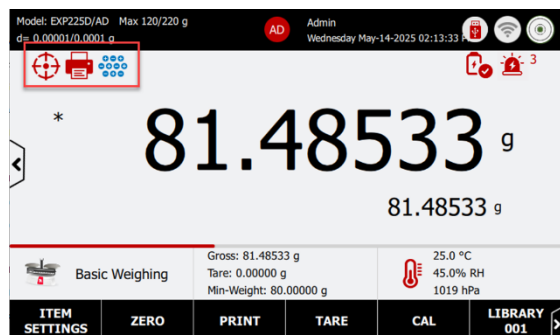 Model: EXP225D/AD Max 120/220 g
d= 0.00001/0.0001 g
AD
Admin
Wednesday May-14-2025 02:13:33
3
*
81.48533 g
81.48533 g
Basic Weighing
Gross: 81.48533 g
Tare: 0.00000 g
Min-Weight: 80.00000 g
25.0 °C
45.0% RH
1019 hPa
ITEM SETTINGS
ZERO
PRINT
TARE
CAL
LIBRARY 001